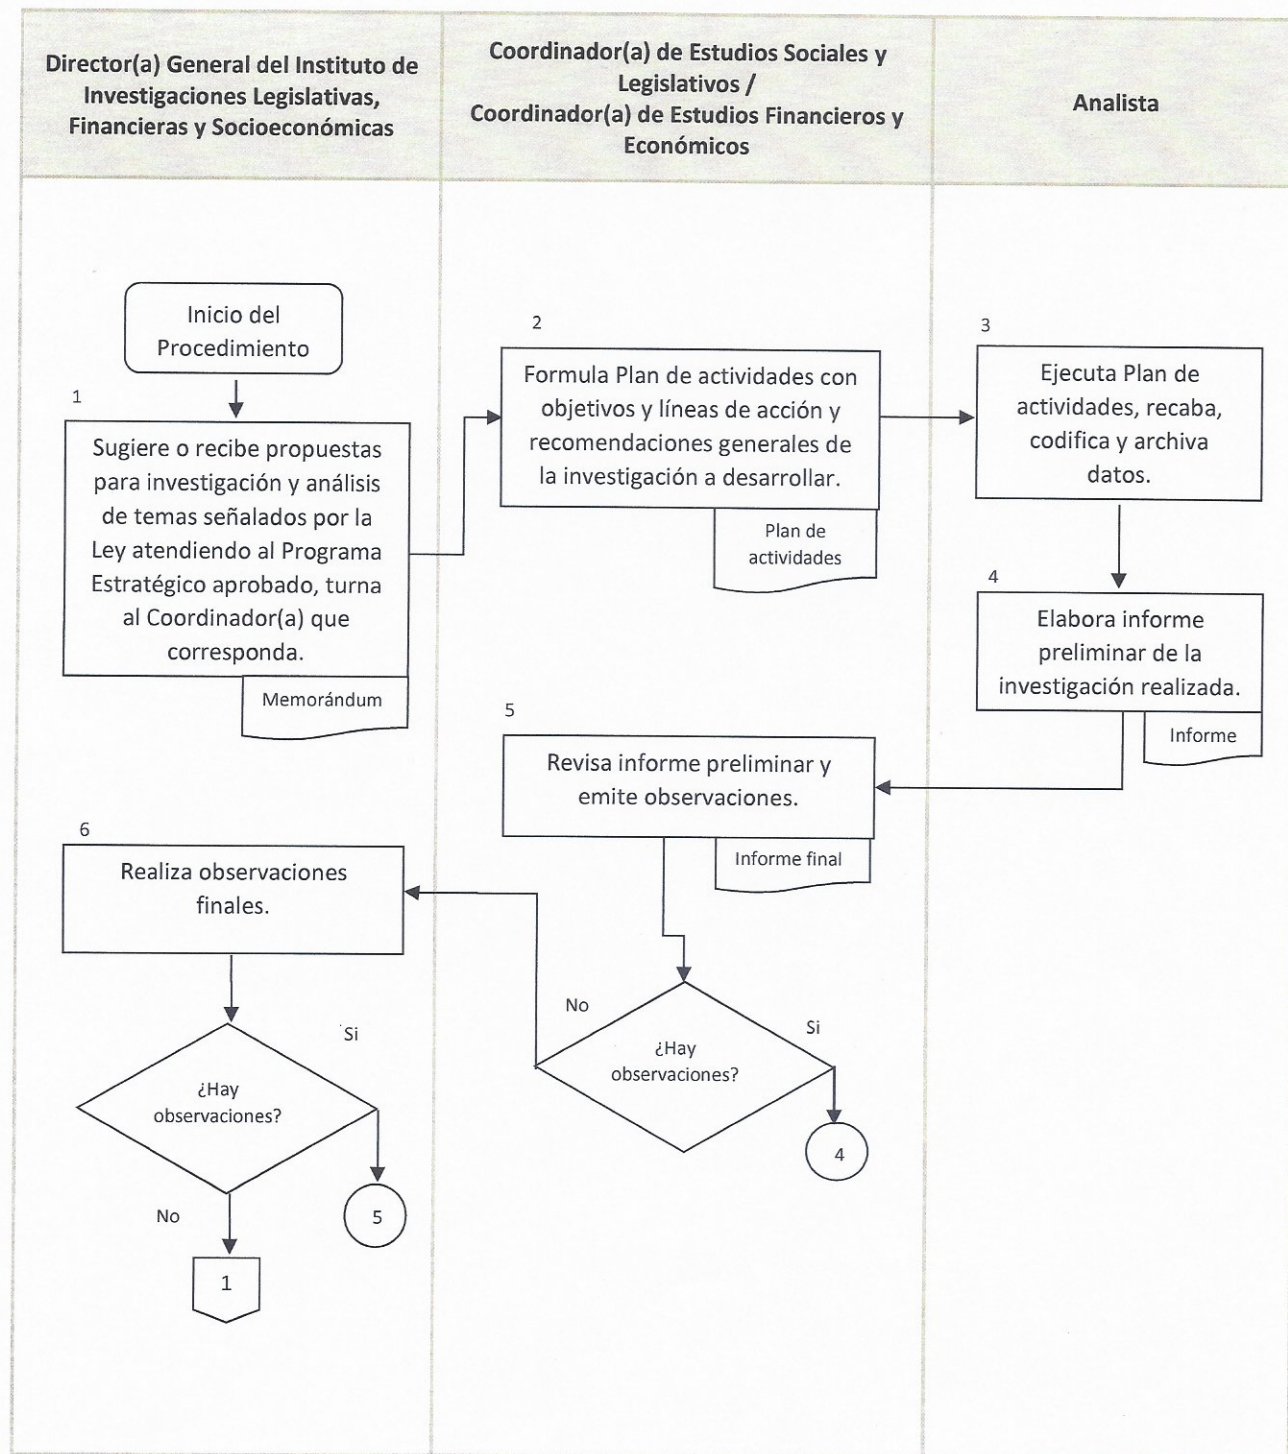 Director(a) General del Instituto de
Investigaciones Legislativas,
Financieras y Socioeconómicas
Coordinador(a) de Estudios Sociales y
Legislativos /
Coordinador(a) de Estudios Financieros y
Económicos
Analista
Inicio del
Procedimiento
1
Sugiere o recibe propuestas
para investigación y análisis
de temas señalados por la
Ley atendiendo al Programa
Estratégico aprobado, turna
al Coordinador(a) que
corresponda.
Memorándum
2
Formula Plan de actividades con
objetivos y líneas de acción y
recomendaciones generales de
la investigación a desarrollar.
Plan de
actividades
3
Ejecuta Plan de
actividades, recaba,
codifica y archiva
datos.
4
Elabora informe
preliminar de la
investigación realizada.
Informe
5
Revisa informe preliminar y
emite observaciones.
Informe final
¿Hay
observaciones?
No
Si
4
6
Realiza observaciones
finales.
¿Hay
observaciones?
Si
5
No
1